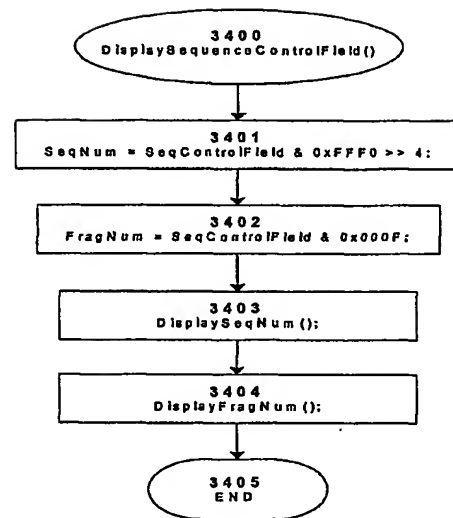 3400
DisplaySequenceControlField()
3401
SeqNum = SeqControlField & 0xFFF0 >> 4;
3402
FragNum = SeqControlField & 0x000F;
3403
DisplaySeqNum();
3404
DisplayFragNum();
3405
END